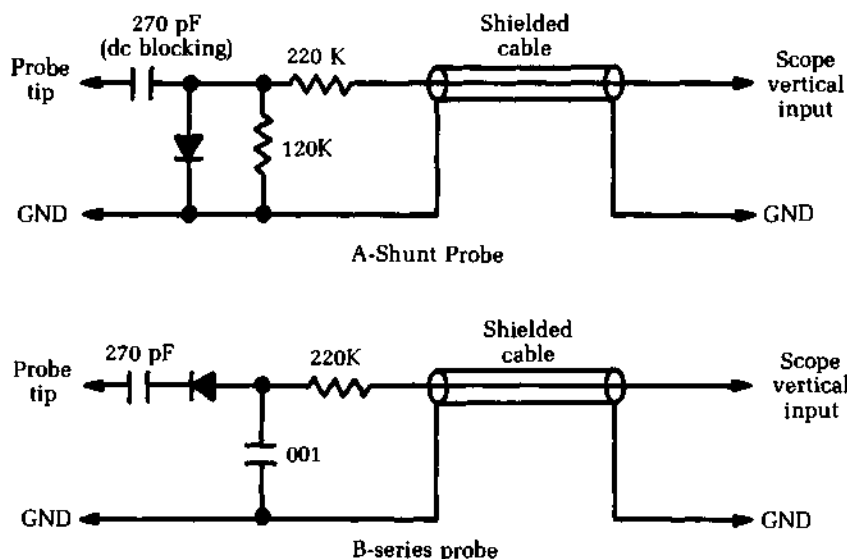 270 pF
(dc blocking)
220 K
Shielded
cable
Probe
tip
Scope
vertical
input
120K
GND
GND
A-Shunt Probe
270 pF
220K
Shielded
cable
Probe
tip
Scope
vertical
input
001
GND
GND
B-series probe